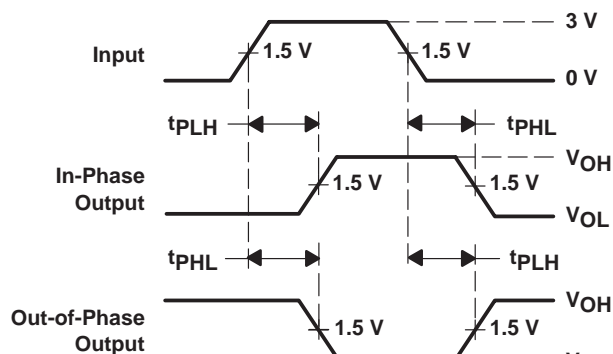 3 V
Input
1.5 V
1.5 V
0 V
tPLH
tPHL
VOH
In-Phase
Output
1.5 V
1.5 V
VOL
tPHL
tPLH
VOH
Out-of-Phase
Output
1.5 V
1.5 V